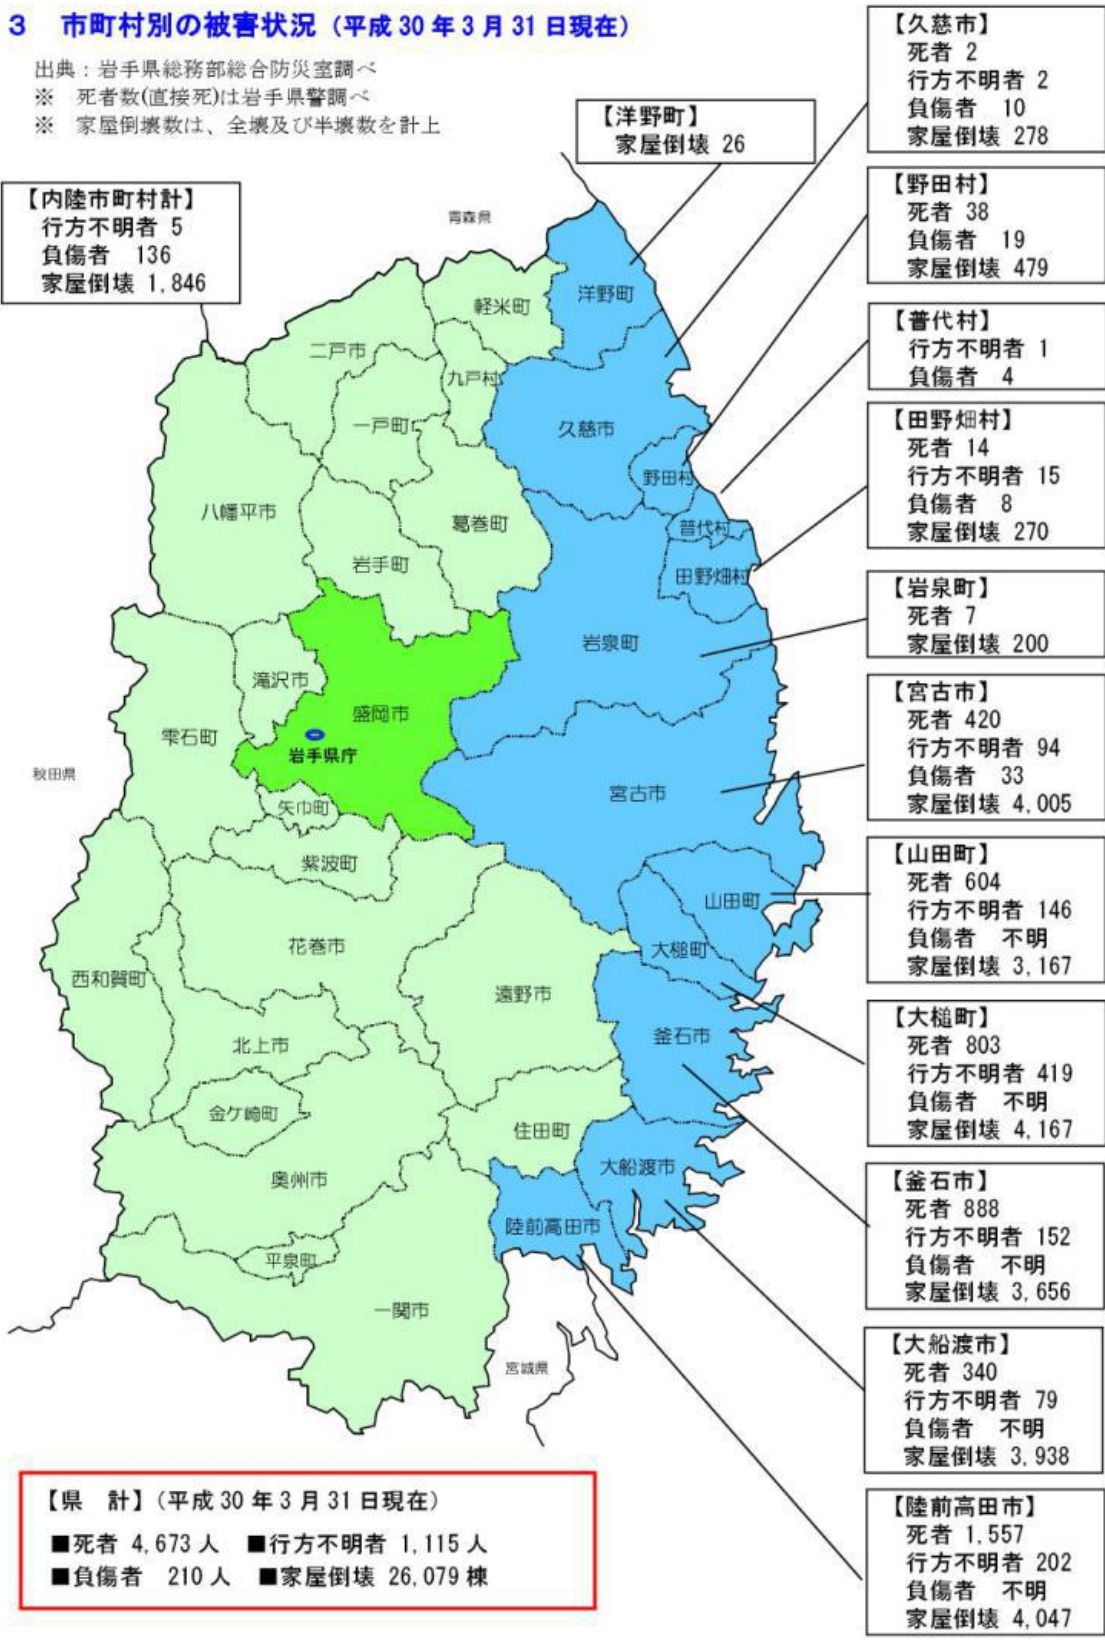 3　市町村別の被害状況（平成30年3月31日現在）
出典：岩手県総務部総合防災室調べ
※　死者数(直接死)は岩手県警調べ
※　家屋倒壊数は、全壊及び半壊数を計上
【内陸市町村計】
行方不明者 5
負傷者　136
家屋倒壊 1,846
【洋野町】
家屋倒壊 26
【久慈市】
死者 2
行方不明者 2
負傷者　10
家屋倒壊 278
【野田村】
死者 38
負傷者　19
家屋倒壊 479
【普代村】
行方不明者 1
負傷者　4
【田野畑村】
死者 14
行方不明者 15
負傷者　8
家屋倒壊 270
【岩泉町】
死者 7
家屋倒壊 200
【宮古市】
死者 420
行方不明者 94
負傷者　33
家屋倒壊 4,005
【山田町】
死者 604
行方不明者 146
負傷者　不明
家屋倒壊 3,167
【大槌町】
死者 803
行方不明者 419
負傷者　不明
家屋倒壊 4,167
【釜石市】
死者 888
行方不明者 152
負傷者　不明
家屋倒壊 3,656
【大船渡市】
死者 340
行方不明者 79
負傷者　不明
家屋倒壊 3,938
【陸前高田市】
死者 1,557
行方不明者 202
負傷者　不明
家屋倒壊 4,047
青森県
洋野町
軽米町
二戸市
九戸村
一戸町
久慈市
野田村
八幡平市
葛巻町
普代村
岩手町
田野畑村
岩泉町
滝沢市
盛岡市
雫石町
岩手県庁
秋田県
宮古市
矢巾町
紫波町
山田町
花巻市
大槌町
西和賀町
遠野市
釜石市
北上市
金ケ崎町
住田町
大船渡市
奥州市
陸前高田市
平泉町
一関市
宮城県
【県　計】（平成30年3月31日現在）
■死者 4,673人　■行方不明者 1,115人
■負傷者　210人　■家屋倒壊 26,079棟